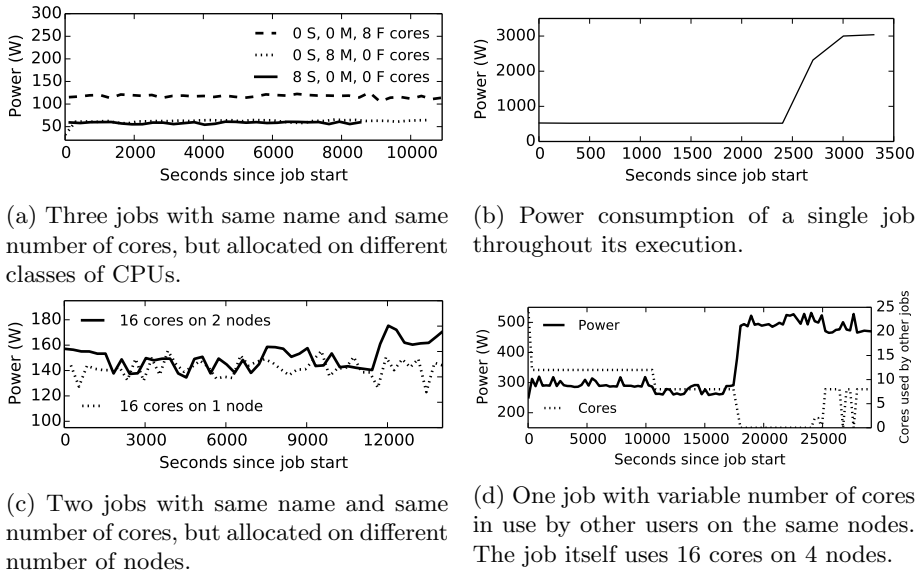 300
250
200
150
100
50
Power (W)
0 S, 0 M, 8 F cores
0 S, 8 M, 0 F cores
8 S, 0 M, 0 F cores
0 2000 4000 6000 8000 10000
Seconds since job start
(a) Three jobs with same name and same
number of cores, but allocated on different
classes of CPUs.
3000
2000
1000
0
Power (W)
0 500 1000 1500 2000 2500 3000 3500
Seconds since job start
(b) Power consumption of a single job
throughout its execution.
180
160
140
120
100
Power (W)
16 cores on 2 nodes
16 cores on 1 node
0 3000 6000 9000 12000
Seconds since job start
(c) Two jobs with same name and same
number of cores, but allocated on different
number of nodes.
500
400
300
200
Power (W)
Power
Cores
25
20
15
10
5
0
Cores used by other jobs
0 5000 10000 15000 20000 25000
Seconds since job start
(d) One job with variable number of cores
in use by other users on the same nodes.
The job itself uses 16 cores on 4 nodes.